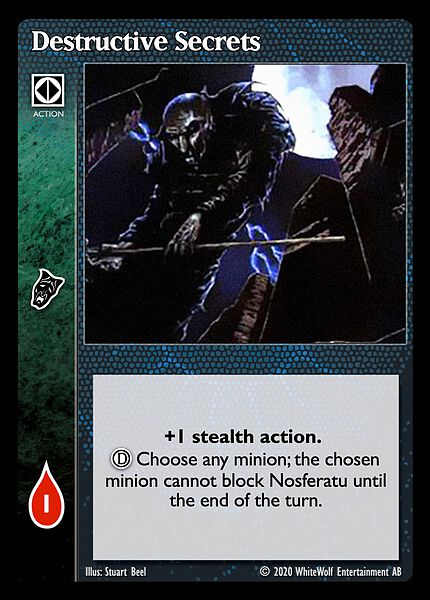 Destructive Secrets
ACTION
+1 stealth action.
Ⓓ Choose any minion; the chosen
minion cannot block Nosferatu until
the end of the turn.
1
Illus: Stuart Beel © 2020 WhiteWolf Entertainment AB